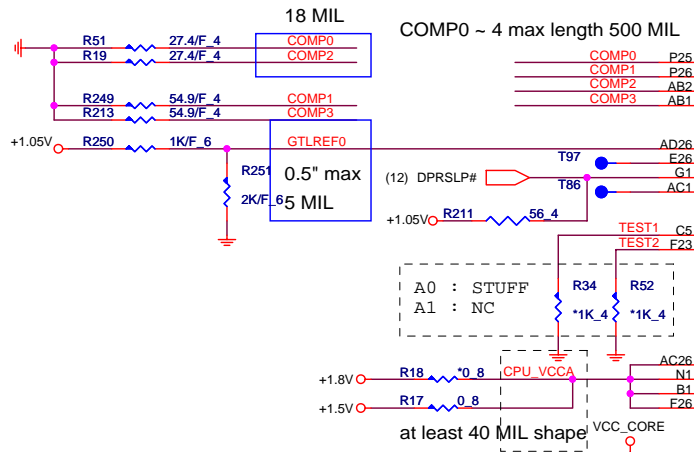 18 MIL
COMP0 ~ 4 max length 500 MIL
R51 27.4/F_4 COMP0
R19 27.4/F_4 COMP2
COMP0 P25
COMP1 P26
COMP2 AB2
COMP3 AB1
R249 54.9/F_4 COMP1
R213 54.9/F_4 COMP3
+1.05V R250 1K/F_6 GTLREF0 AD26
T97 E26
R251
2K/F_6
0.5" max
5 MIL
(12) DPRSLP# G1
T86 AC1
+1.05V R211 56_4
TEST1 C5
TEST2 F23
A0 : STUFF
A1 : NC
R34
*1K_4
R52
*1K_4
AC26
+1.8V R18 *0_8 CPU_VCCA N1
B1
+1.5V R17 0_8 F26
at least 40 MIL shape
VCC_CORE